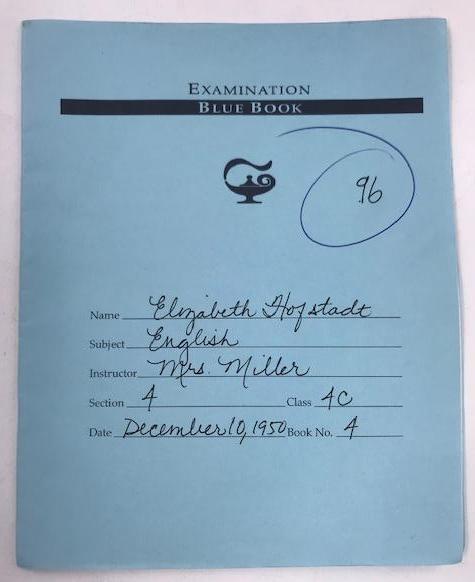 EXAMINATION
BLUE BOOK
96
Name Elizabeth Hofstadt
Subject English
Instructor Mrs. Miller
Section 4 Class 4C
Date December 10, 1950 Book No. 4